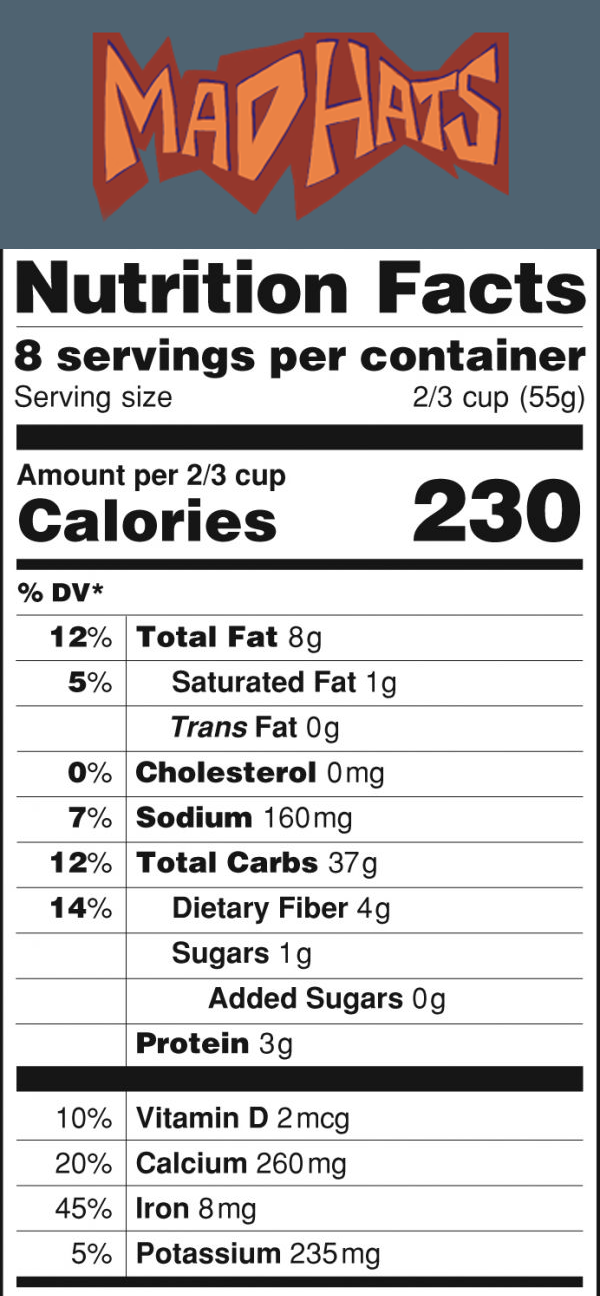 MADHATS
Nutrition Facts
8 servings per container
Serving size 2/3 cup (55g)
Amount per 2/3 cup
Calories 230
% DV*
12% Total Fat 8g
5% Saturated Fat 1g
Trans Fat 0g
0% Cholesterol 0mg
7% Sodium 160mg
12% Total Carbs 37g
14% Dietary Fiber 4g
Sugars 1g
Added Sugars 0g
Protein 3g
10% Vitamin D 2mcg
20% Calcium 260mg
45% Iron 8mg
5% Potassium 235mg